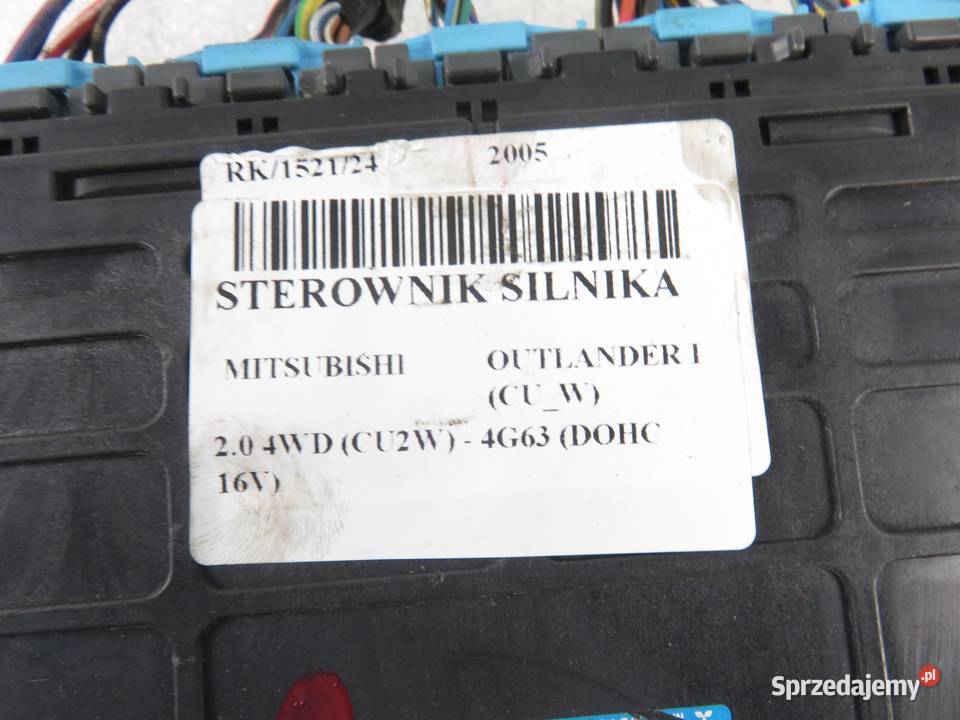 RK/1521/24 2005
STEROWNIK SILNIKA
MITSUBISHI OUTLANDER I
(CU_W)
2.0 4WD (CU2W) - 4G63 (DOHC
16V)
Sprzedajemy.pl